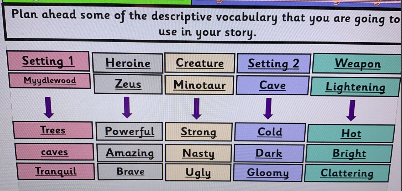 Plan ahead some of the descriptive vocabulary that you are going to
use in your story.
Setting 1 Heroine Creature Setting 2 Weapon
Myydlewood Zeus Minotaur Cave Lightening
Trees Powerful Strong Cold Hot
caves Amazing Nasty Dark Bright
Tranquil Brave Ugly Gloomy Clattering